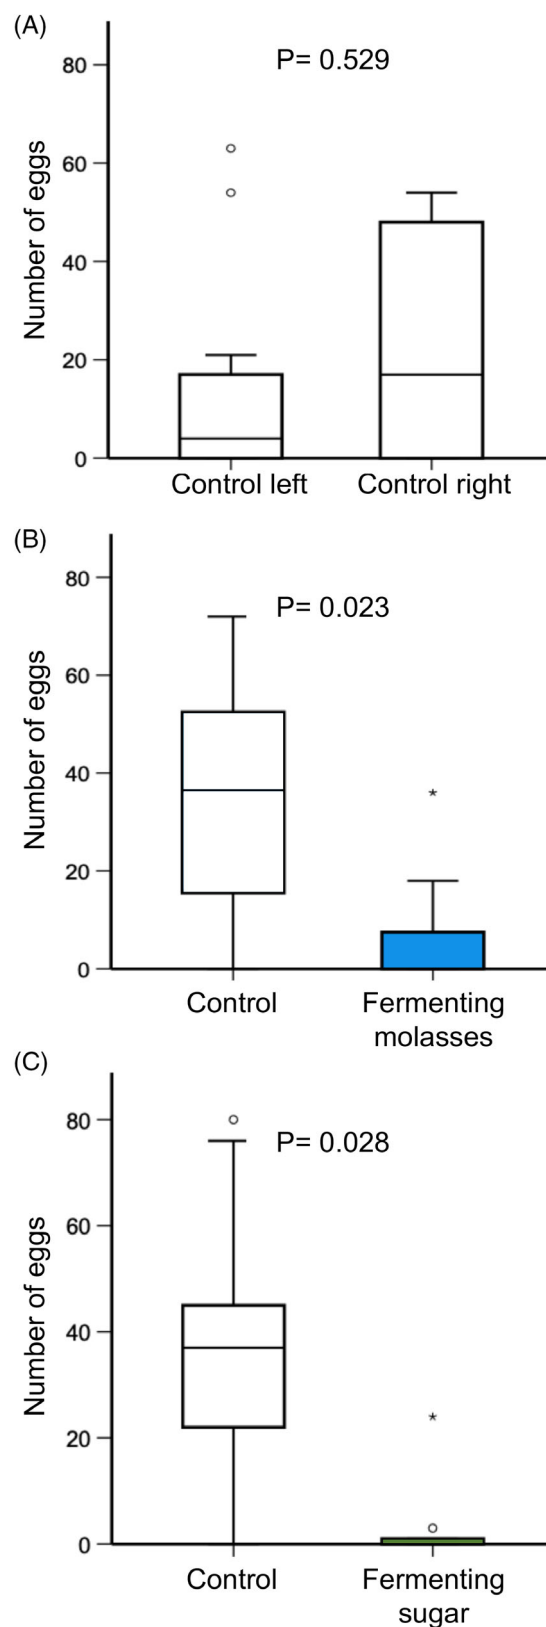 (A)
P= 0.529
Number of eggs
80
60
40
20
0
Control left
Control right
(B)
P= 0.023
Number of eggs
80
60
40
20
0
Control
Fermenting
molasses
(C)
P= 0.028
Number of eggs
80
60
40
20
0
Control
Fermenting
sugar